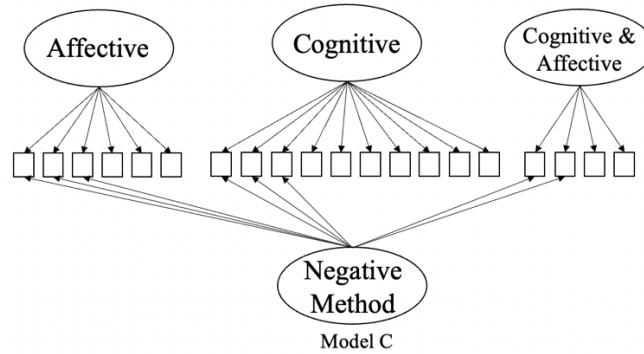 Affective
Cognitive
Cognitive &
Affective
Negative
Method
Model C